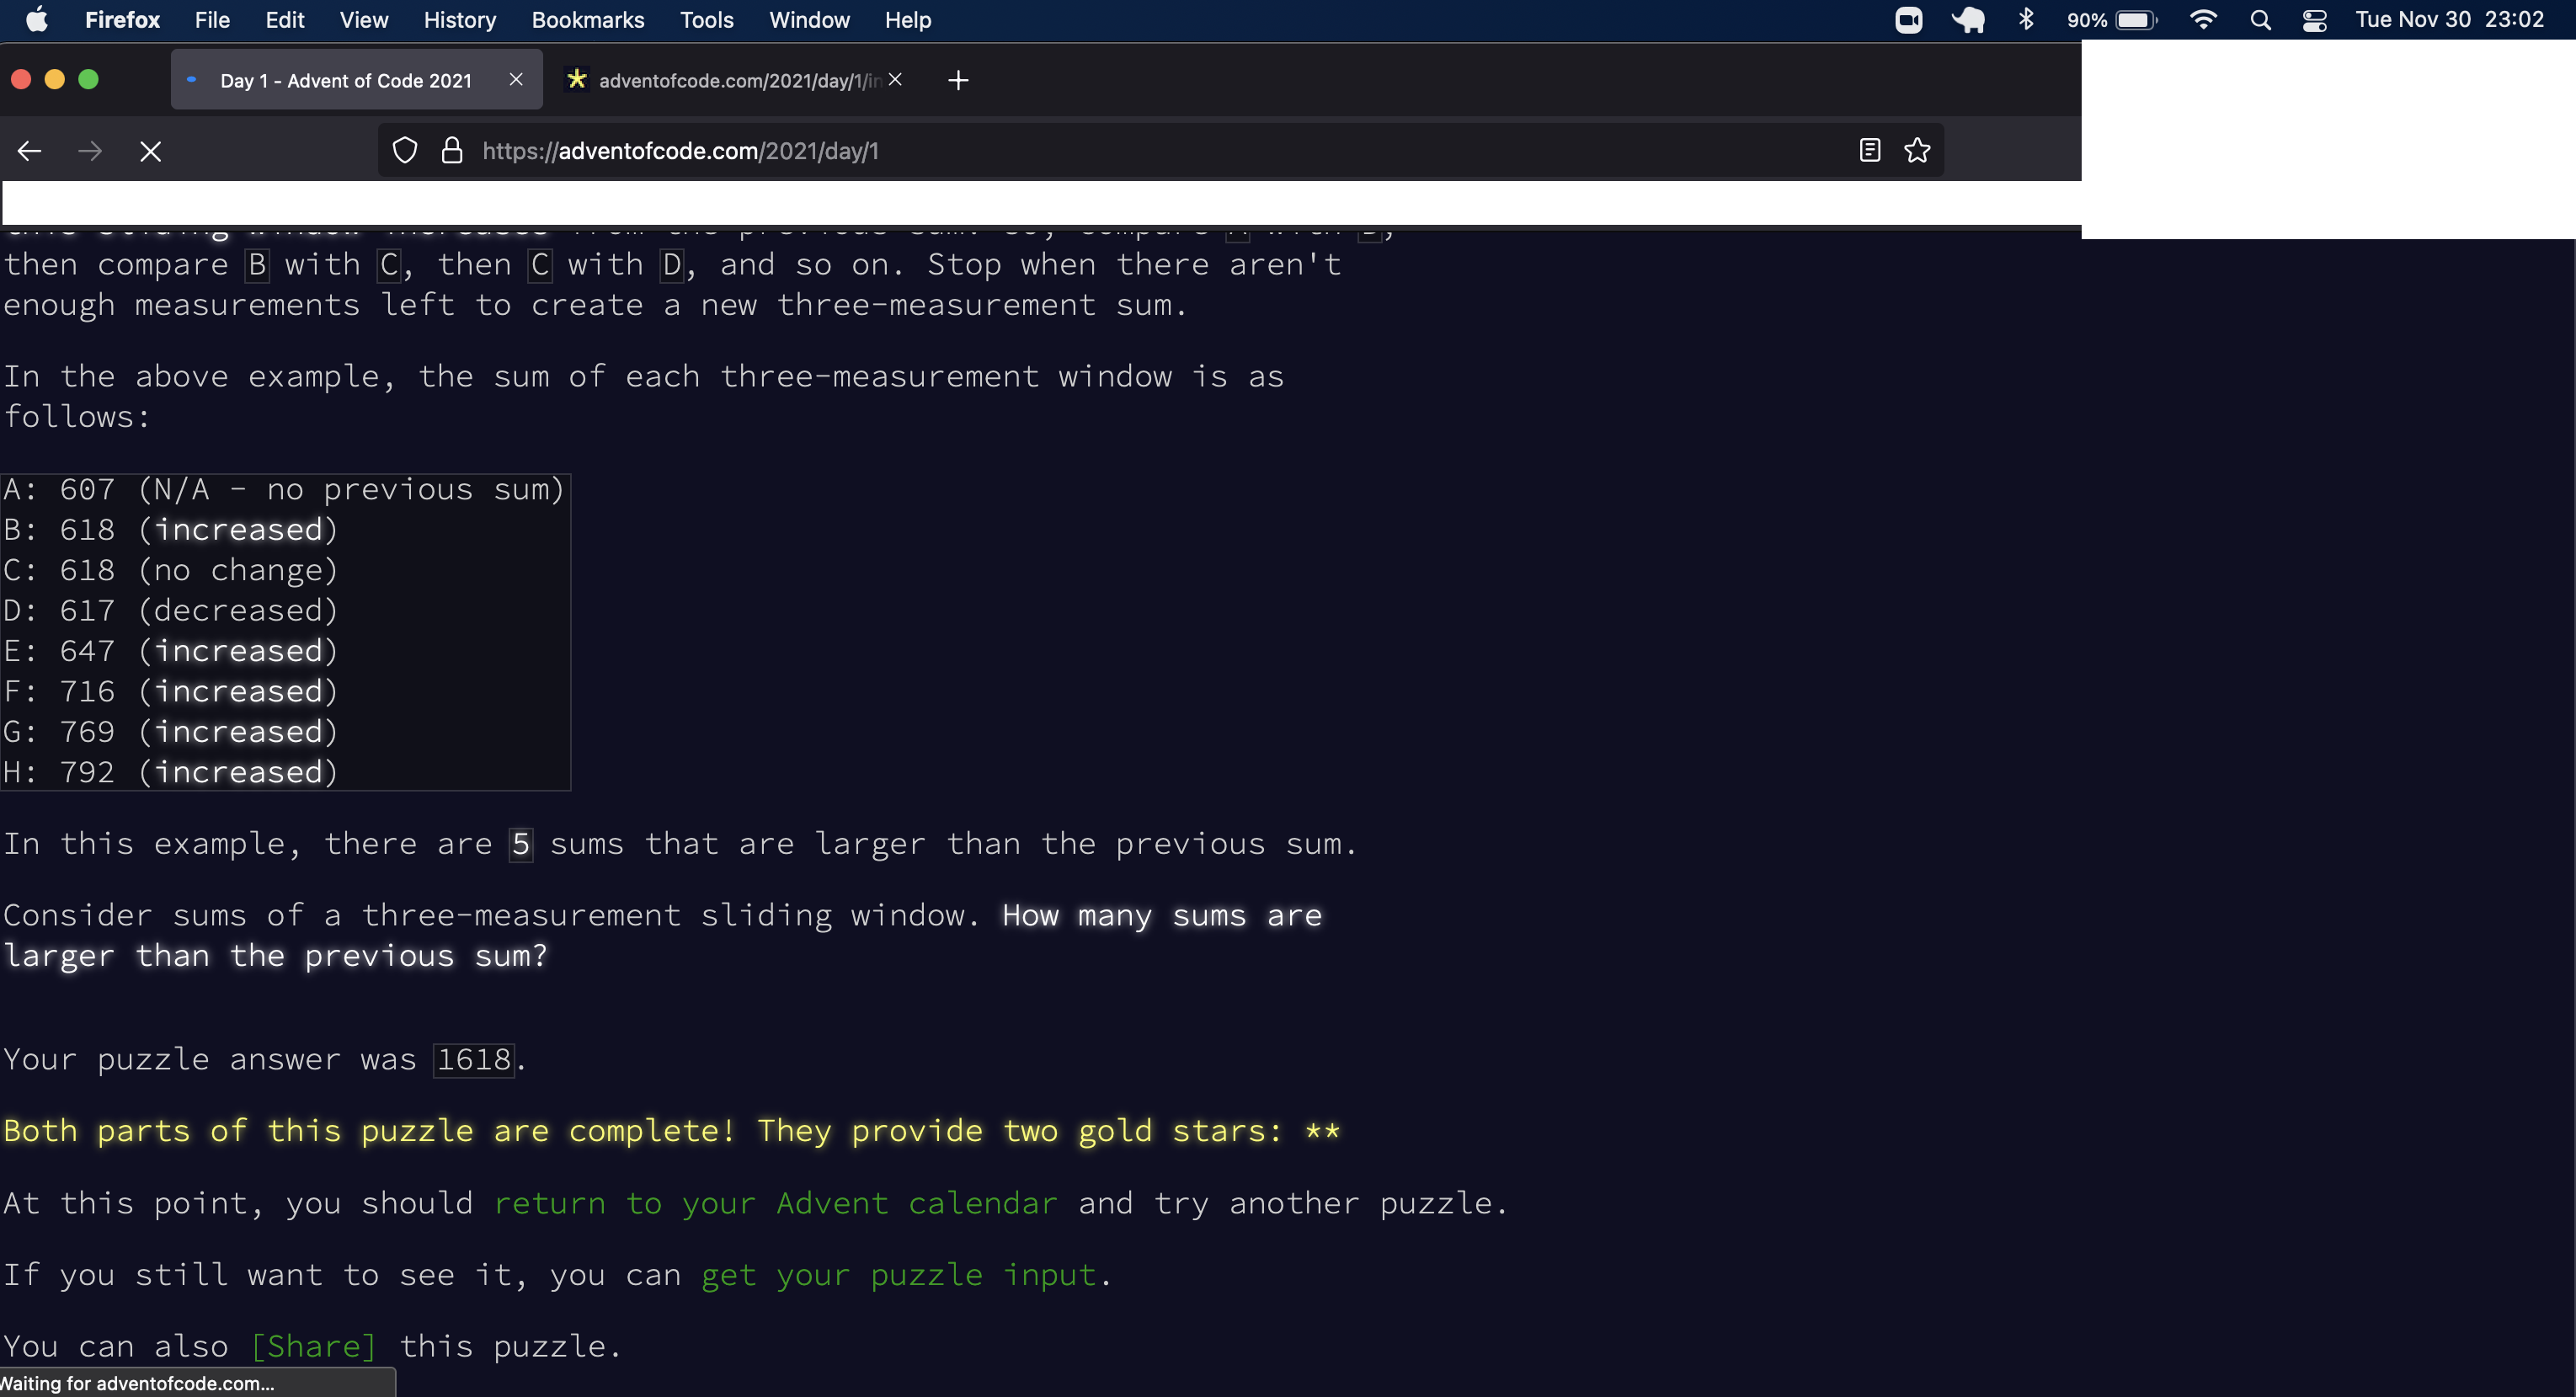 Firefox File Edit View History Bookmarks Tools Window Help 90% Tue Nov 30 23:02
Day 1 - Advent of Code 2021 adventofcode.com/2021/day/1/in
https://adventofcode.com/2021/day/1
then compare B with C, then C with D, and so on. Stop when there aren't
enough measurements left to create a new three-measurement sum.
In the above example, the sum of each three-measurement window is as
follows:
A: 607 (N/A - no previous sum)
B: 618 (increased)
C: 618 (no change)
D: 617 (decreased)
E: 647 (increased)
F: 716 (increased)
G: 769 (increased)
H: 792 (increased)
In this example, there are 5 sums that are larger than the previous sum.
Consider sums of a three-measurement sliding window. How many sums are
larger than the previous sum?
Your puzzle answer was 1618.
Both parts of this puzzle are complete! They provide two gold stars: **
At this point, you should return to your Advent calendar and try another puzzle.
If you still want to see it, you can get your puzzle input.
You can also [Share] this puzzle.
Waiting for adventofcode.com...